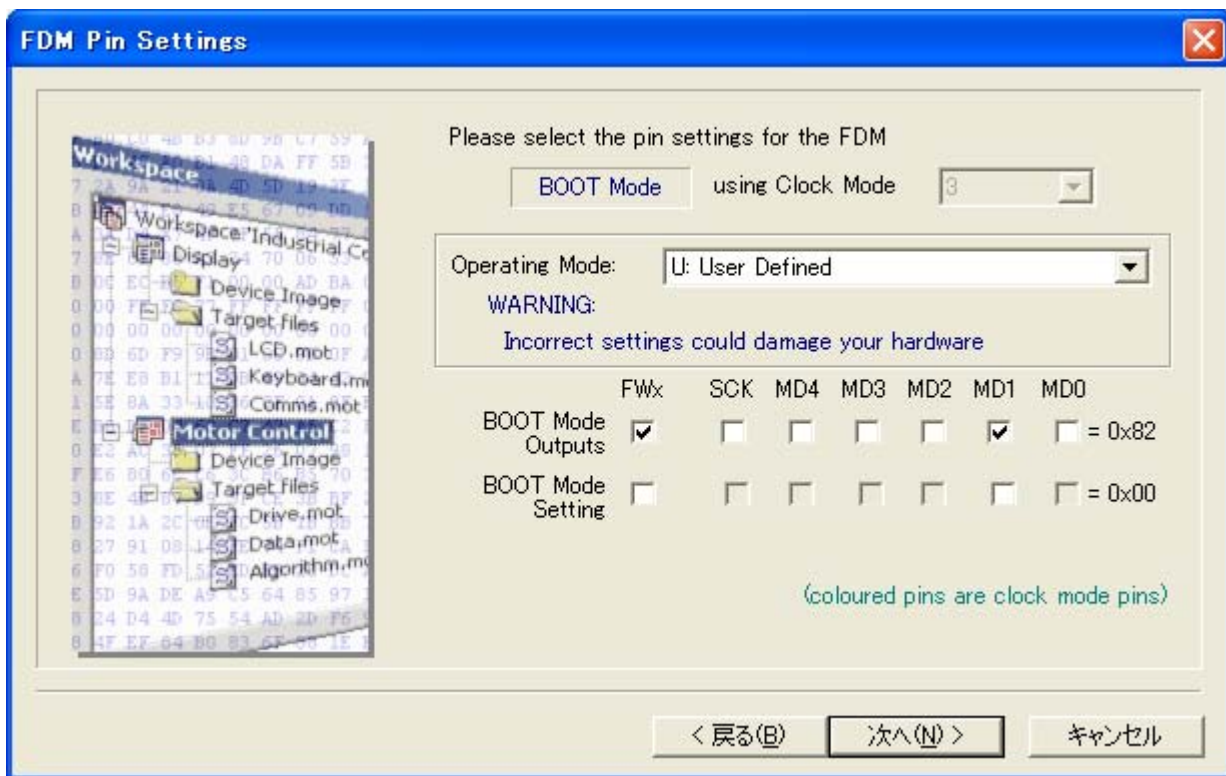 FDM Pin Settings
Workspace
Workspace 'Industrial Co
Display
Device Image
Target files
LCD.mot
Keyboard.mo
Comms.mot
Motor Control
Device Image
Target files
Drive.mot
Data.mot
Algorithm.mo
Please select the pin settings for the FDM
BOOT Mode using Clock Mode 3
Operating Mode: U: User Defined
WARNING:
Incorrect settings could damage your hardware
FWx SCK MD4 MD3 MD2 MD1 MD0
BOOT Mode
Outputs
= 0x82
BOOT Mode
Setting
= 0x00
(coloured pins are clock mode pins)
< 戻る(B) 次へ(N) > キャンセル